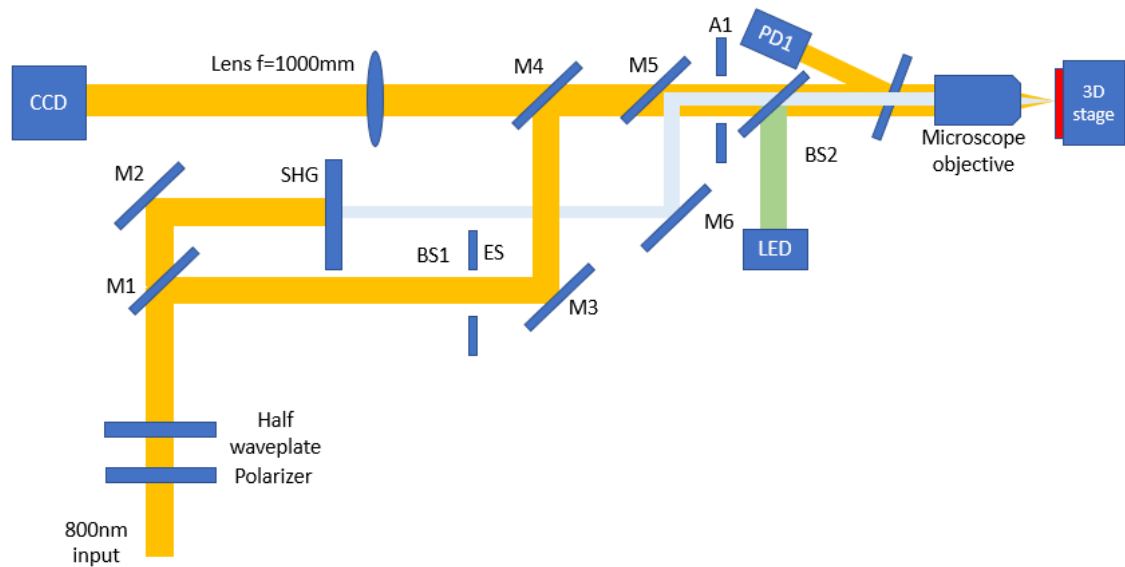 A1
PD1
Lens f=1000mm
M4
M5
CCD
3D
stage
Microscope
objective
M2
SHG
BS2
M6
BS1
ES
LED
M1
M3
Half
waveplate
Polarizer
800nm
input